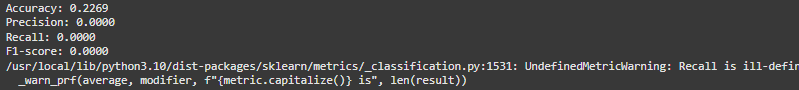 Accuracy: 0.2269
Precision: 0.0000
Recall: 0.0000
F1-score: 0.0000
/usr/local/lib/python3.10/dist-packages/sklearn/metrics/_classification.py:1531: UndefinedMetricWarning: Recall is ill-defin
_warn_prf(average, modifier, f"{metric.capitalize()} is", len(result))